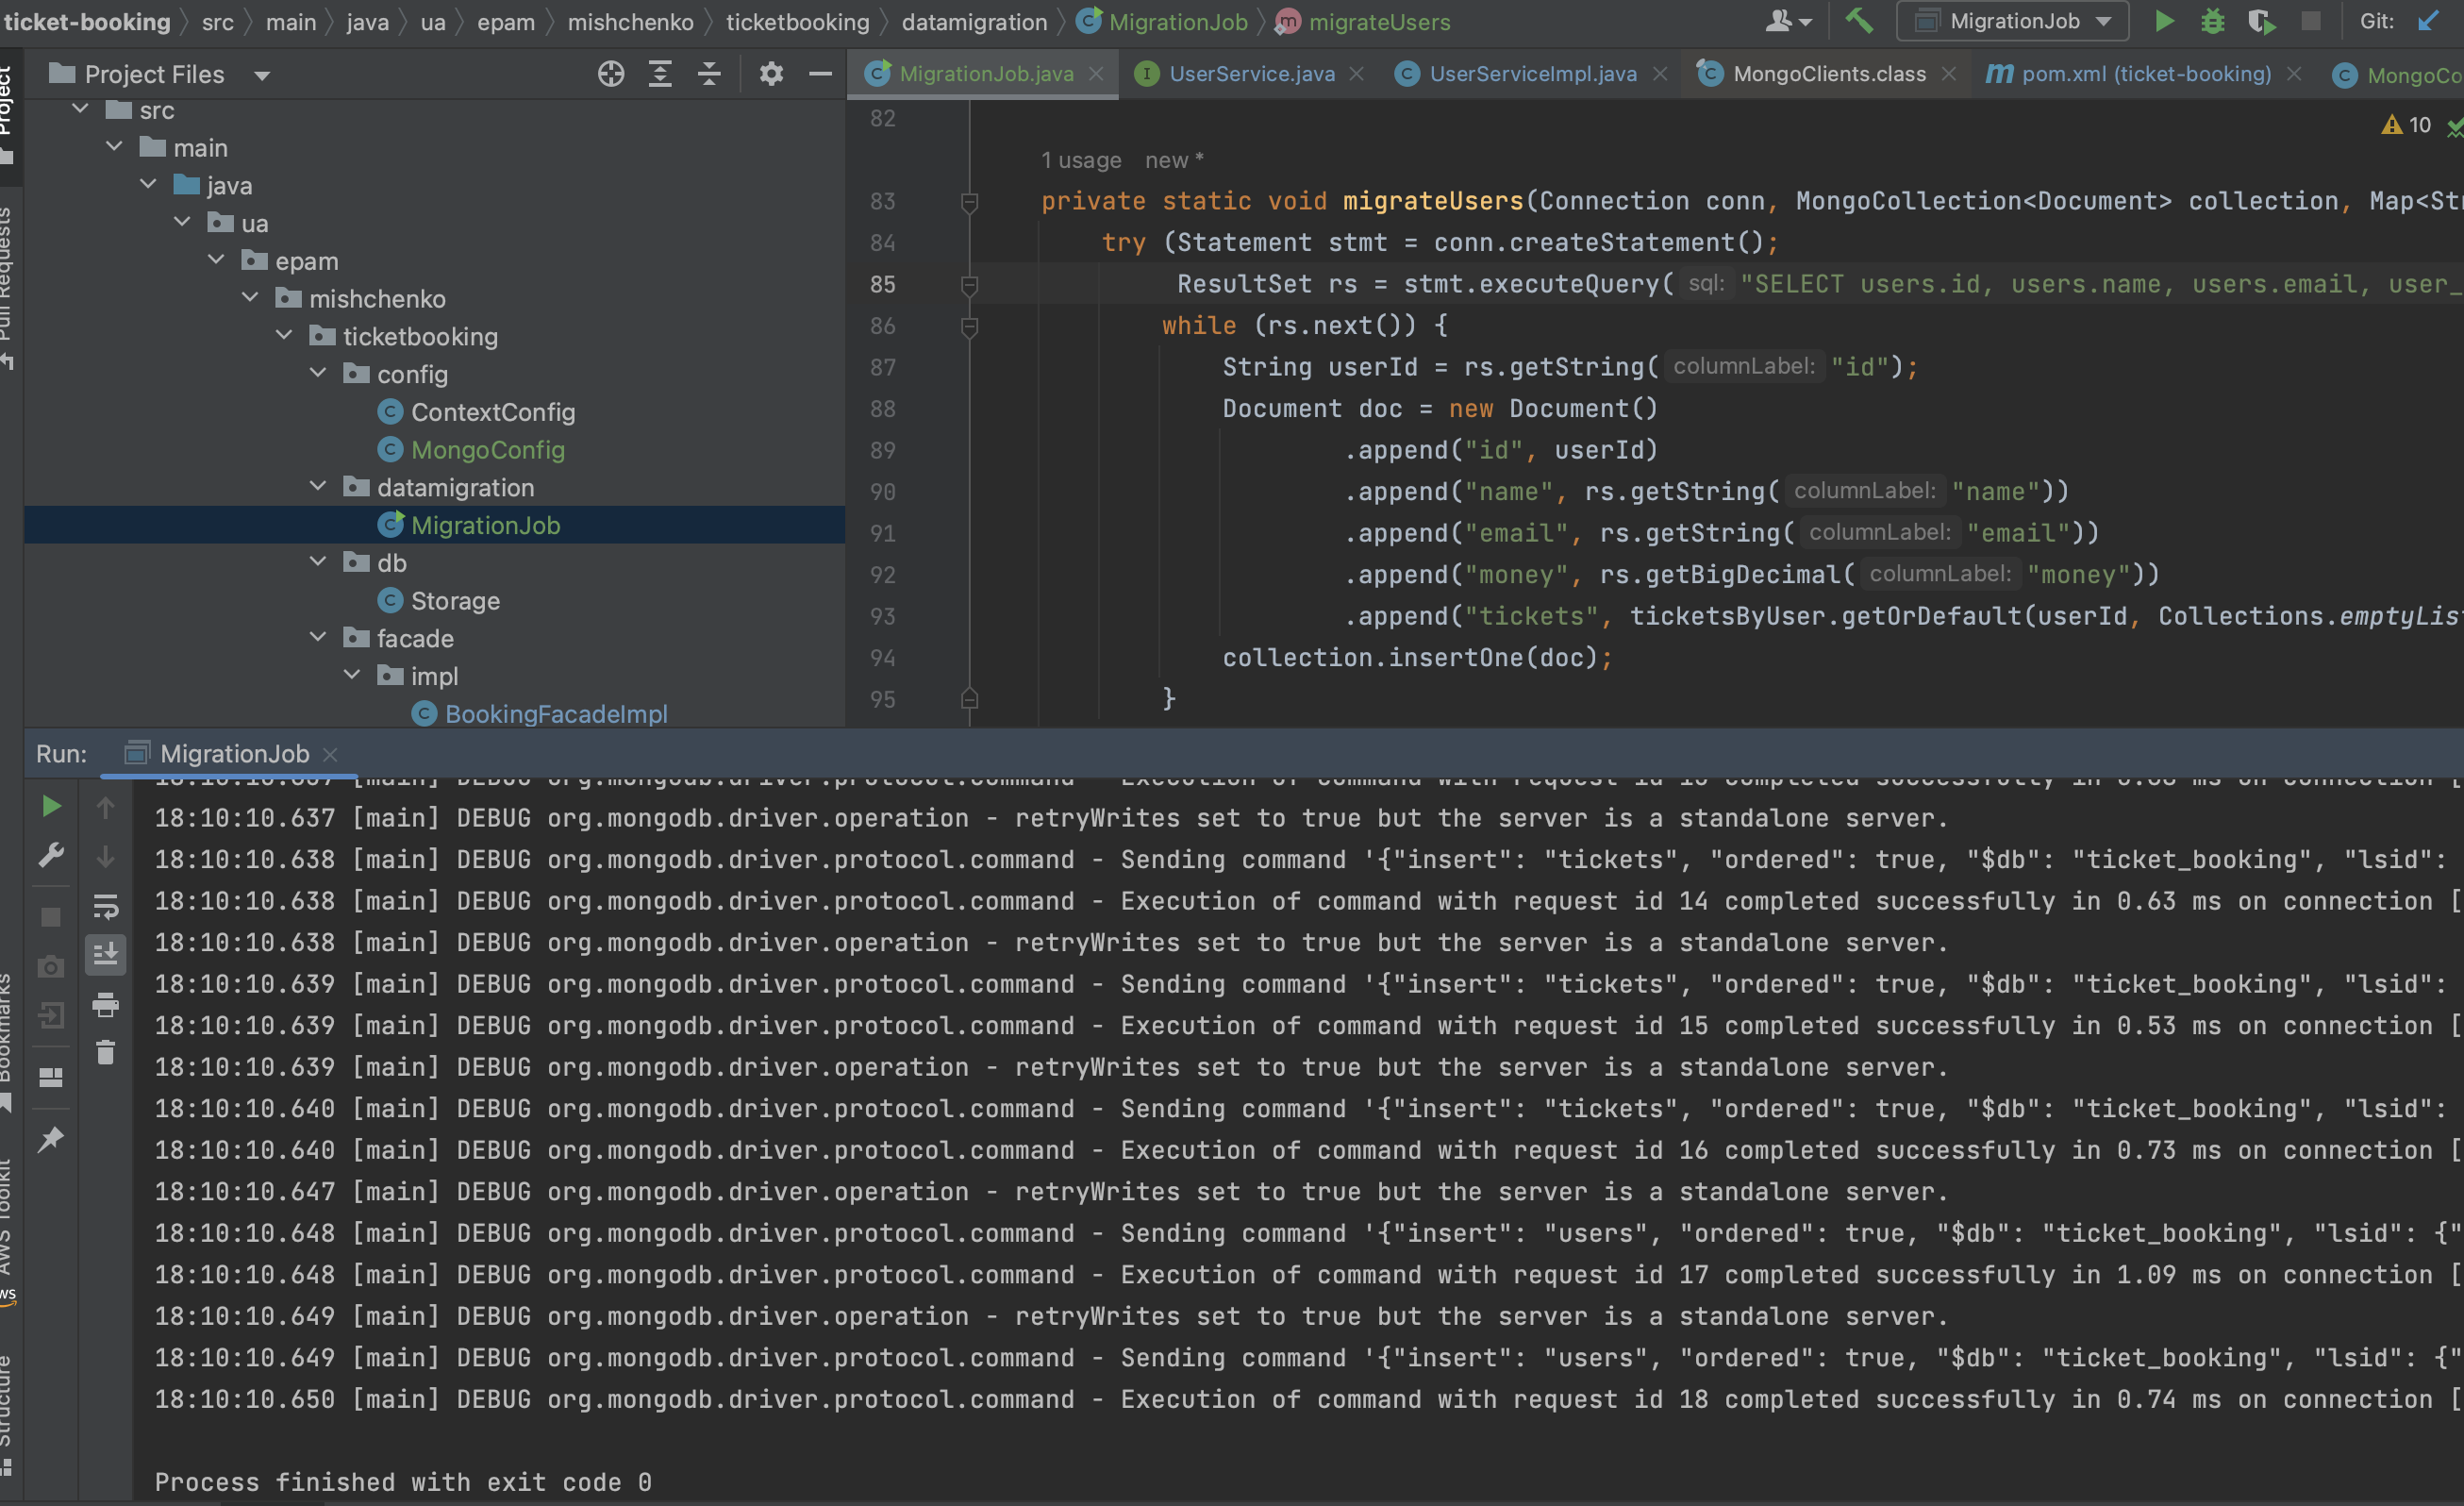 ticket-booking src main java ua epam mishchenko ticketbooking datamigration MigrationJob migrateUsers MigrationJob Git:
Project Files
MigrationJob.java UserService.java UserServiceImpl.java MongoClients.class pom.xml (ticket-booking) MongoCo
Project
Pull Requests
Bookmarks
AWS Toolkit
Structure
src
main
java
ua
epam
mishchenko
ticketbooking
config
ContextConfig
MongoConfig
datamigration
MigrationJob
db
Storage
facade
impl
BookingFacadeImpl
82
10
1 usage new *
83 private static void migrateUsers(Connection conn, MongoCollection<Document> collection, Map<Str
84 try (Statement stmt = conn.createStatement();
85 ResultSet rs = stmt.executeQuery( sql: "SELECT users.id, users.name, users.email, user_
86 while (rs.next()) {
87 String userId = rs.getString( columnLabel: "id");
88 Document doc = new Document()
89 .append("id", userId)
90 .append("name", rs.getString( columnLabel: "name"))
91 .append("email", rs.getString( columnLabel: "email"))
92 .append("money", rs.getBigDecimal( columnLabel: "money"))
93 .append("tickets", ticketsByUser.getOrDefault(userId, Collections.emptyLis
94 collection.insertOne(doc);
95 }
Run: MigrationJob
18:10:10.637 [main] DEBUG org.mongodb.driver.operation - retryWrites set to true but the server is a standalone server.
18:10:10.638 [main] DEBUG org.mongodb.driver.protocol.command - Sending command '{"insert": "tickets", "ordered": true, "$db": "ticket_booking", "lsid":
18:10:10.638 [main] DEBUG org.mongodb.driver.protocol.command - Execution of command with request id 14 completed successfully in 0.63 ms on connection [
18:10:10.638 [main] DEBUG org.mongodb.driver.operation - retryWrites set to true but the server is a standalone server.
18:10:10.639 [main] DEBUG org.mongodb.driver.protocol.command - Sending command '{"insert": "tickets", "ordered": true, "$db": "ticket_booking", "lsid":
18:10:10.639 [main] DEBUG org.mongodb.driver.protocol.command - Execution of command with request id 15 completed successfully in 0.53 ms on connection [
18:10:10.639 [main] DEBUG org.mongodb.driver.operation - retryWrites set to true but the server is a standalone server.
18:10:10.640 [main] DEBUG org.mongodb.driver.protocol.command - Sending command '{"insert": "tickets", "ordered": true, "$db": "ticket_booking", "lsid":
18:10:10.640 [main] DEBUG org.mongodb.driver.protocol.command - Execution of command with request id 16 completed successfully in 0.73 ms on connection [
18:10:10.647 [main] DEBUG org.mongodb.driver.operation - retryWrites set to true but the server is a standalone server.
18:10:10.648 [main] DEBUG org.mongodb.driver.protocol.command - Sending command '{"insert": "users", "ordered": true, "$db": "ticket_booking", "lsid": {"
18:10:10.648 [main] DEBUG org.mongodb.driver.protocol.command - Execution of command with request id 17 completed successfully in 1.09 ms on connection [
18:10:10.649 [main] DEBUG org.mongodb.driver.operation - retryWrites set to true but the server is a standalone server.
18:10:10.649 [main] DEBUG org.mongodb.driver.protocol.command - Sending command '{"insert": "users", "ordered": true, "$db": "ticket_booking", "lsid": {"
18:10:10.650 [main] DEBUG org.mongodb.driver.protocol.command - Execution of command with request id 18 completed successfully in 0.74 ms on connection [
Process finished with exit code 0